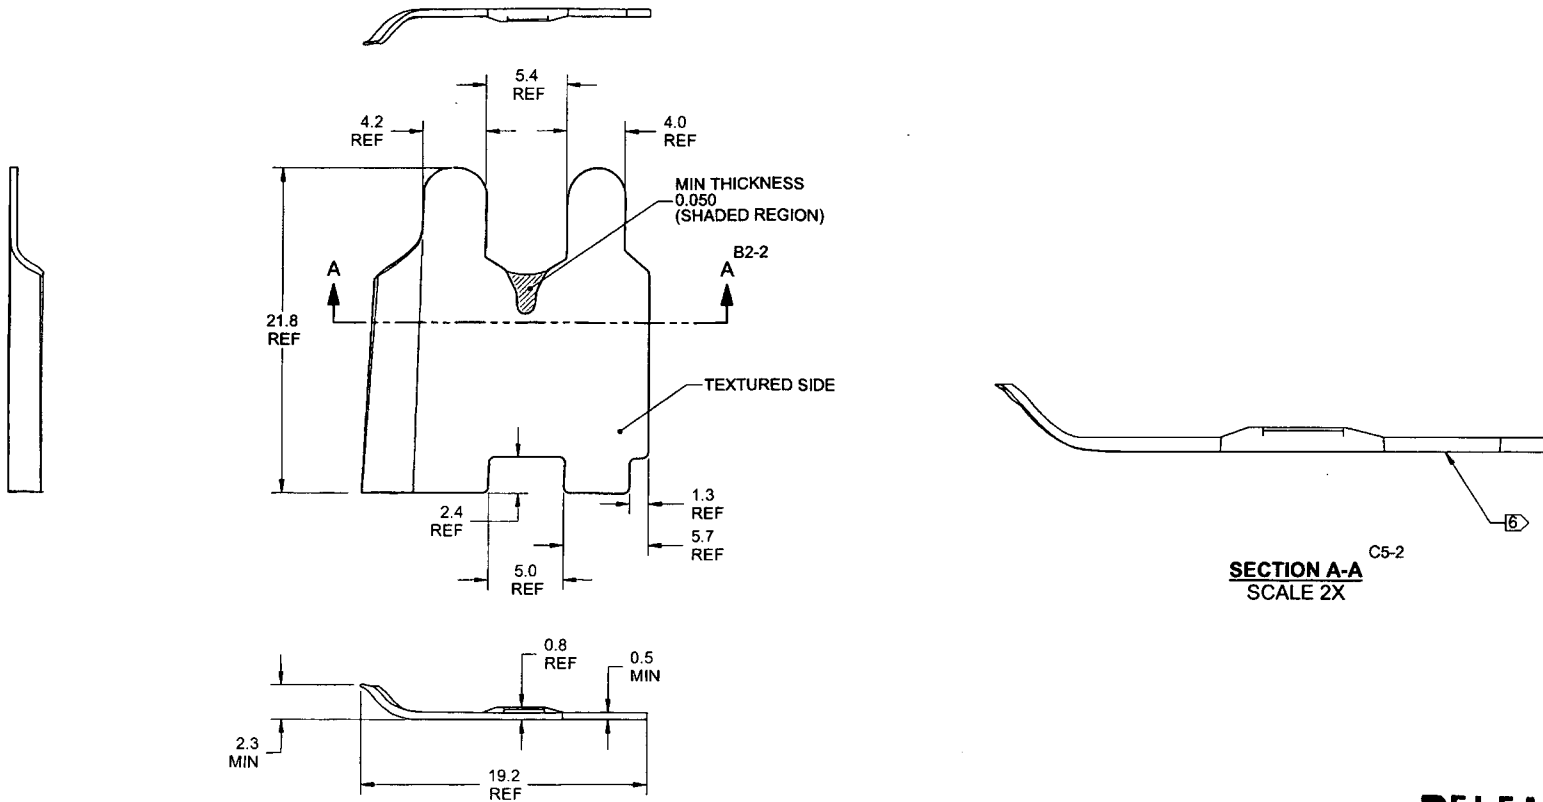 5.4
REF
4.2
REF
4.0
REF
MIN THICKNESS
0.050
(SHADED REGION)
A
A
B2-2
21.8
REF
TEXTURED SIDE
2.4
REF
1.3
REF
5.7
REF
5.0
REF
6
C5-2
SECTION A-A
SCALE 2X
0.8
REF
0.5
MIN
2.3
MIN
19.2
REF